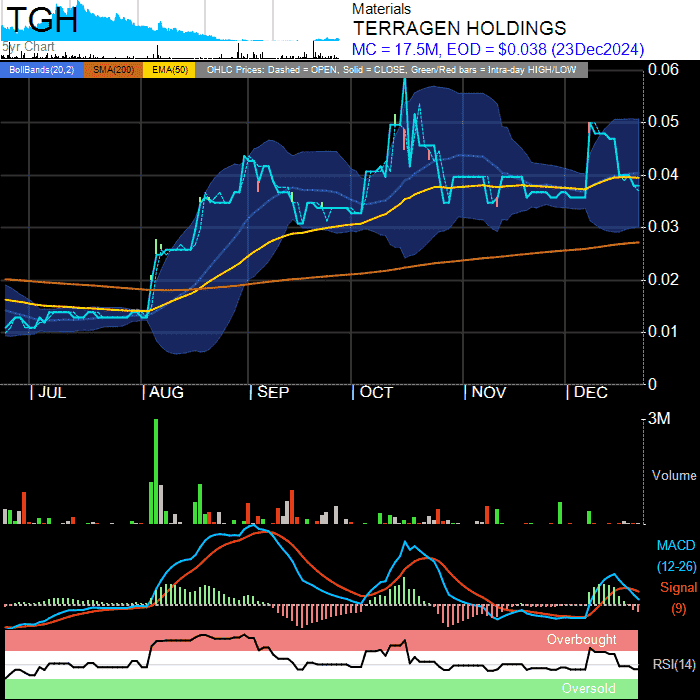 TGH
5yr Chart
Materials
TERRAGEN HOLDINGS
MC = 17.5M, EOD = $0.038 (23Dec2024)
BollBands(20,2) SMA(200) EMA(50) OHLC Prices: Dashed = OPEN, Solid = CLOSE, Green/Red bars = Intra-day HIGH/LOW
0.06
0.05
0.04
0.03
0.02
0.01
0
| JUL | AUG | SEP | OCT | NOV | DEC
3M
Volume
MACD
(12-26)
Signal
(9)
Overbought
RSI(14)
Oversold